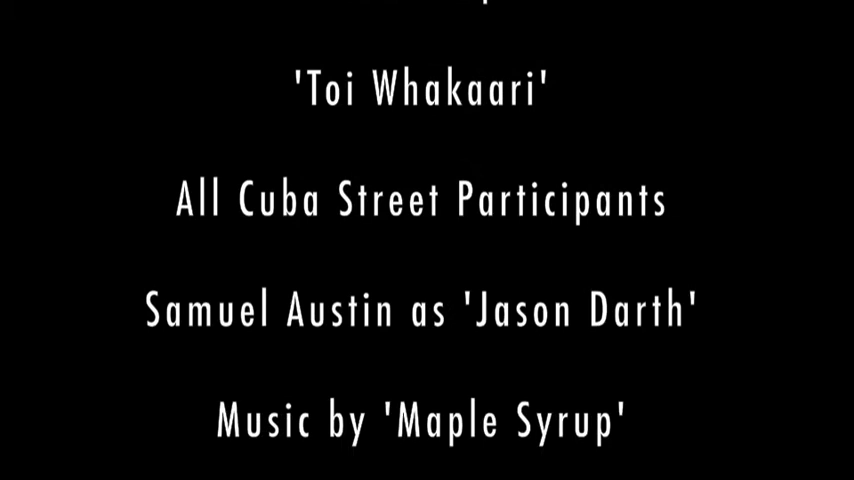 'Toi Whakaari'
All Cuba Street Participants
Samuel Austin as 'Jason Darth'
Music by 'Maple Syrup'